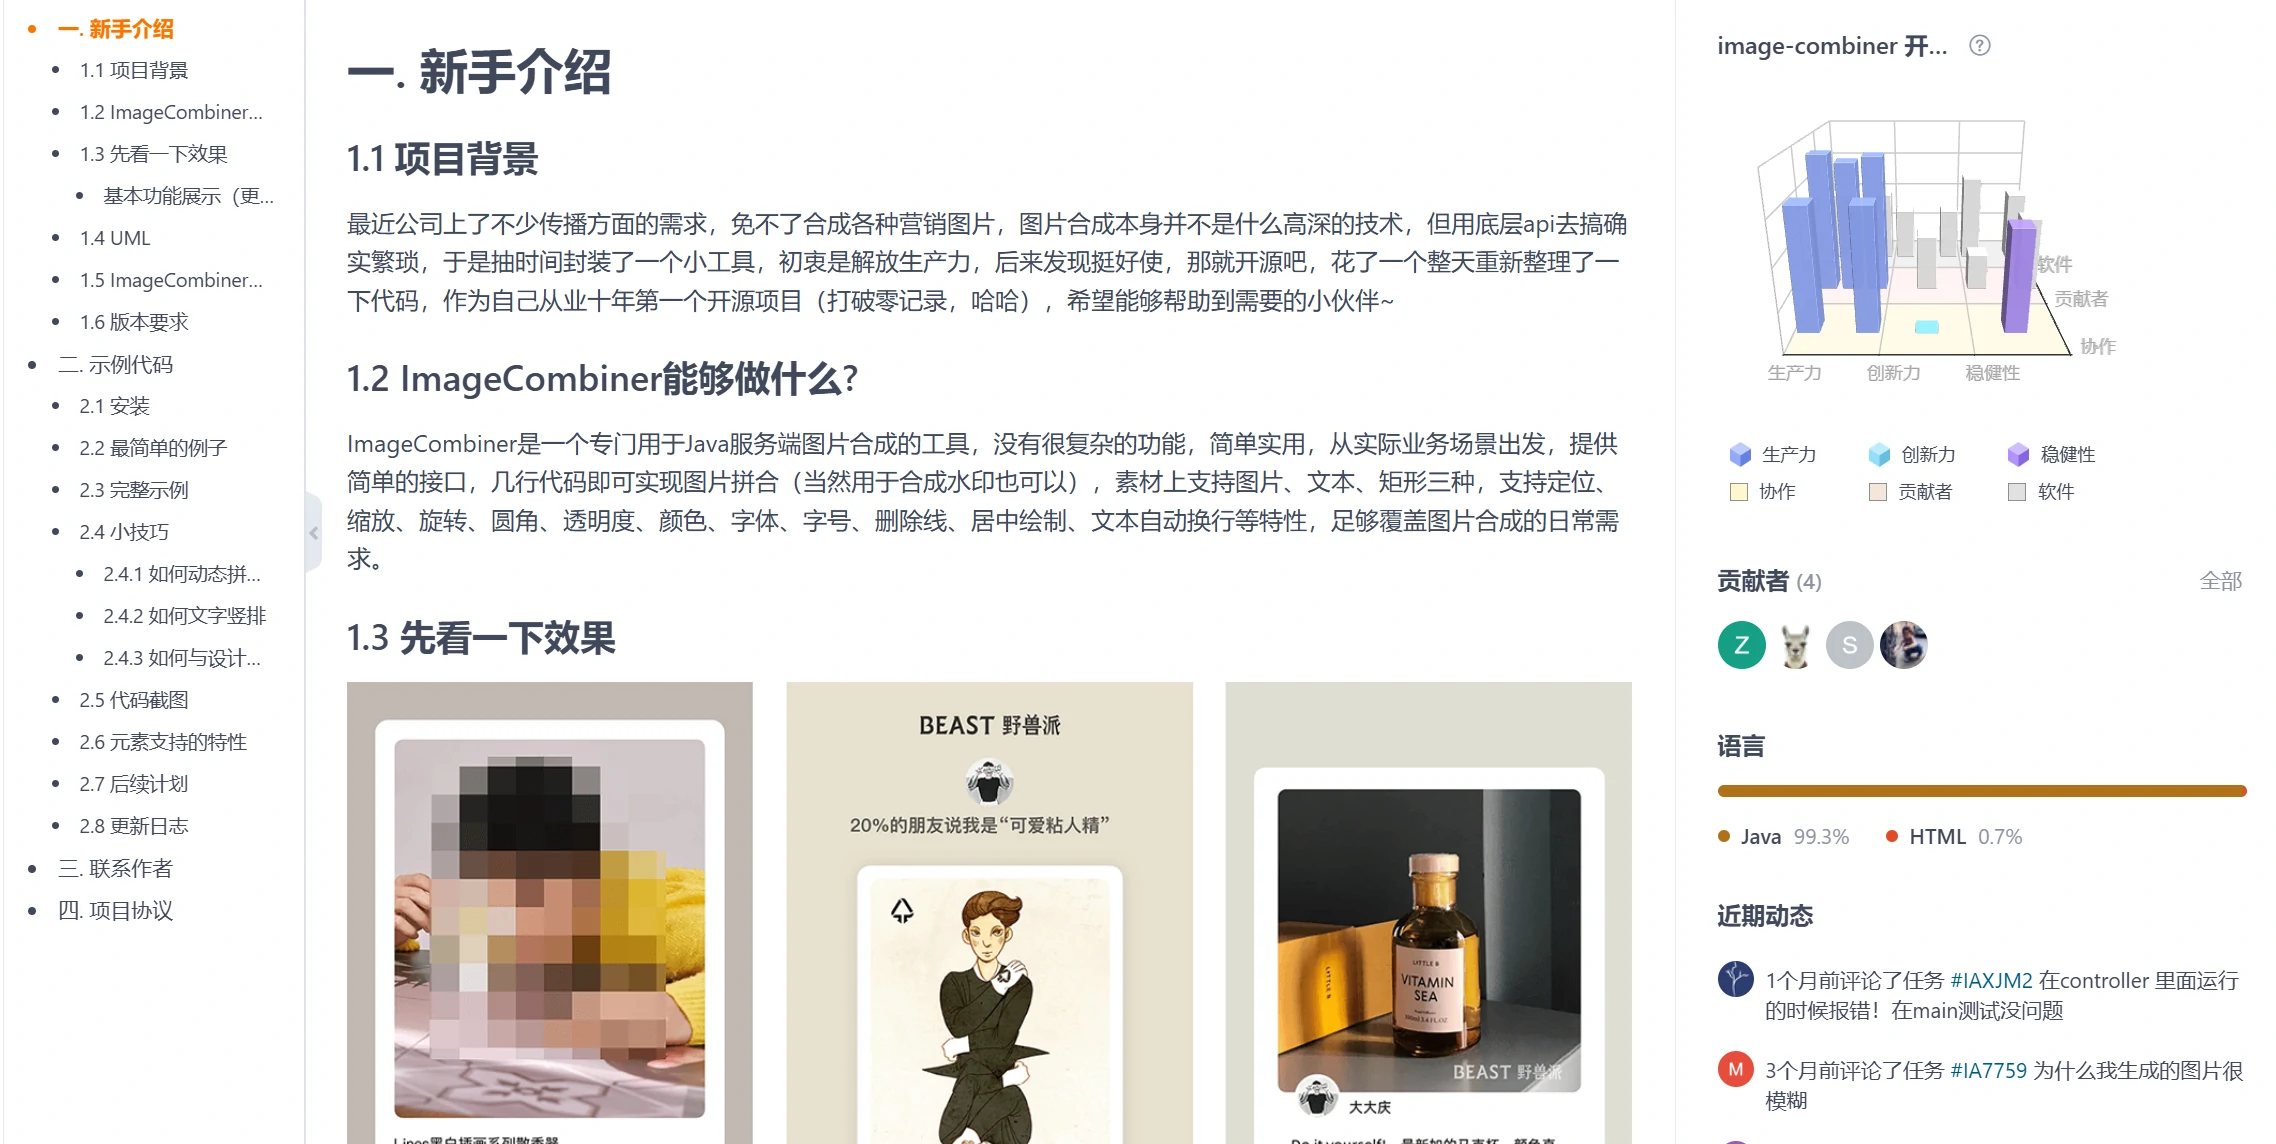 一. 新手介绍
1.1 项目背景
1.2 ImageCombiner...
1.3 先看一下效果
基本功能展示（更...
1.4 UML
1.5 ImageCombiner...
1.6 版本要求
二. 示例代码
2.1 安装
2.2 最简单的例子
2.3 完整示例
2.4 小技巧
2.4.1 如何动态拼...
2.4.2 如何文字竖排
2.4.3 如何与设计...
2.5 代码截图
2.6 元素支持的特性
2.7 后续计划
2.8 更新日志
三. 联系作者
四. 项目协议
一. 新手介绍
1.1 项目背景
最近公司上了不少传播方面的需求，免不了合成各种营销图片，图片合成本身并不是什么高深的技术，但用底层api去搞确
实繁琐，于是抽时间封装了一个小工具，初衷是解放生产力，后来发现挺好使，那就开源吧，花了一个整天重新整理了一
下代码，作为自己从业十年第一个开源项目（打破零记录，哈哈），希望能够帮助到需要的小伙伴~
1.2 ImageCombiner能够做什么?
ImageCombiner是一个专门用于Java服务端图片合成的工具，没有很复杂的功能，简单实用，从实际业务场景出发，提供
简单的接口，几行代码即可实现图片拼合（当然用于合成水印也可以），素材上支持图片、文本、矩形三种，支持定位、
缩放、旋转、圆角、透明度、颜色、字体、字号、删除线、居中绘制、文本自动换行等特性，足够覆盖图片合成的日常需
求。
1.3 先看一下效果
BEAST 野兽派
20%的朋友说我是“可爱粘人精”
LITTLE B
LITTLE B
VITAMIN
SEA
BEAST 野兽派
大大庆
image-combiner 开...
?
软件
贡献者
协作
生产力 创新力 稳健性
生产力 创新力 稳健性
协作 贡献者 软件
贡献者 (4) 全部
Z S
语言
Java 99.3% HTML 0.7%
近期动态
1个月前评论了任务 #IAXJM2 在controller 里面运行
的时候报错！在main测试没问题
M
3个月前评论了任务 #IA7759 为什么我生成的图片很
模糊